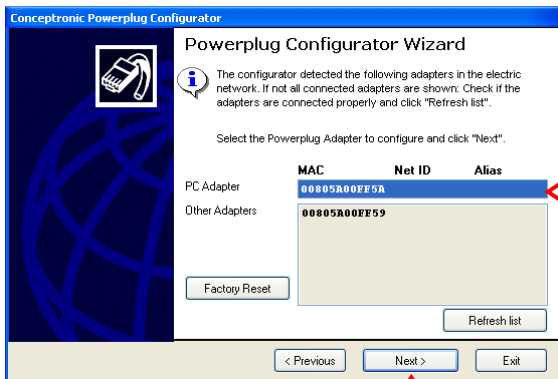 Conceptronic Powerplug Configurator
Powerplug Configurator Wizard
The configurator detected the following adapters in the electric
network. If not all connected adapters are shown: Check if the
adapters are connected properly and click "Refresh list".
Select the Powerplug Adapter to configure and click "Next".
MAC Net ID Alias
PC Adapter 00805A00FF5A
Other Adapters 00805A00FF59
Factory Reset
Refresh list
< Previous Next > Exit